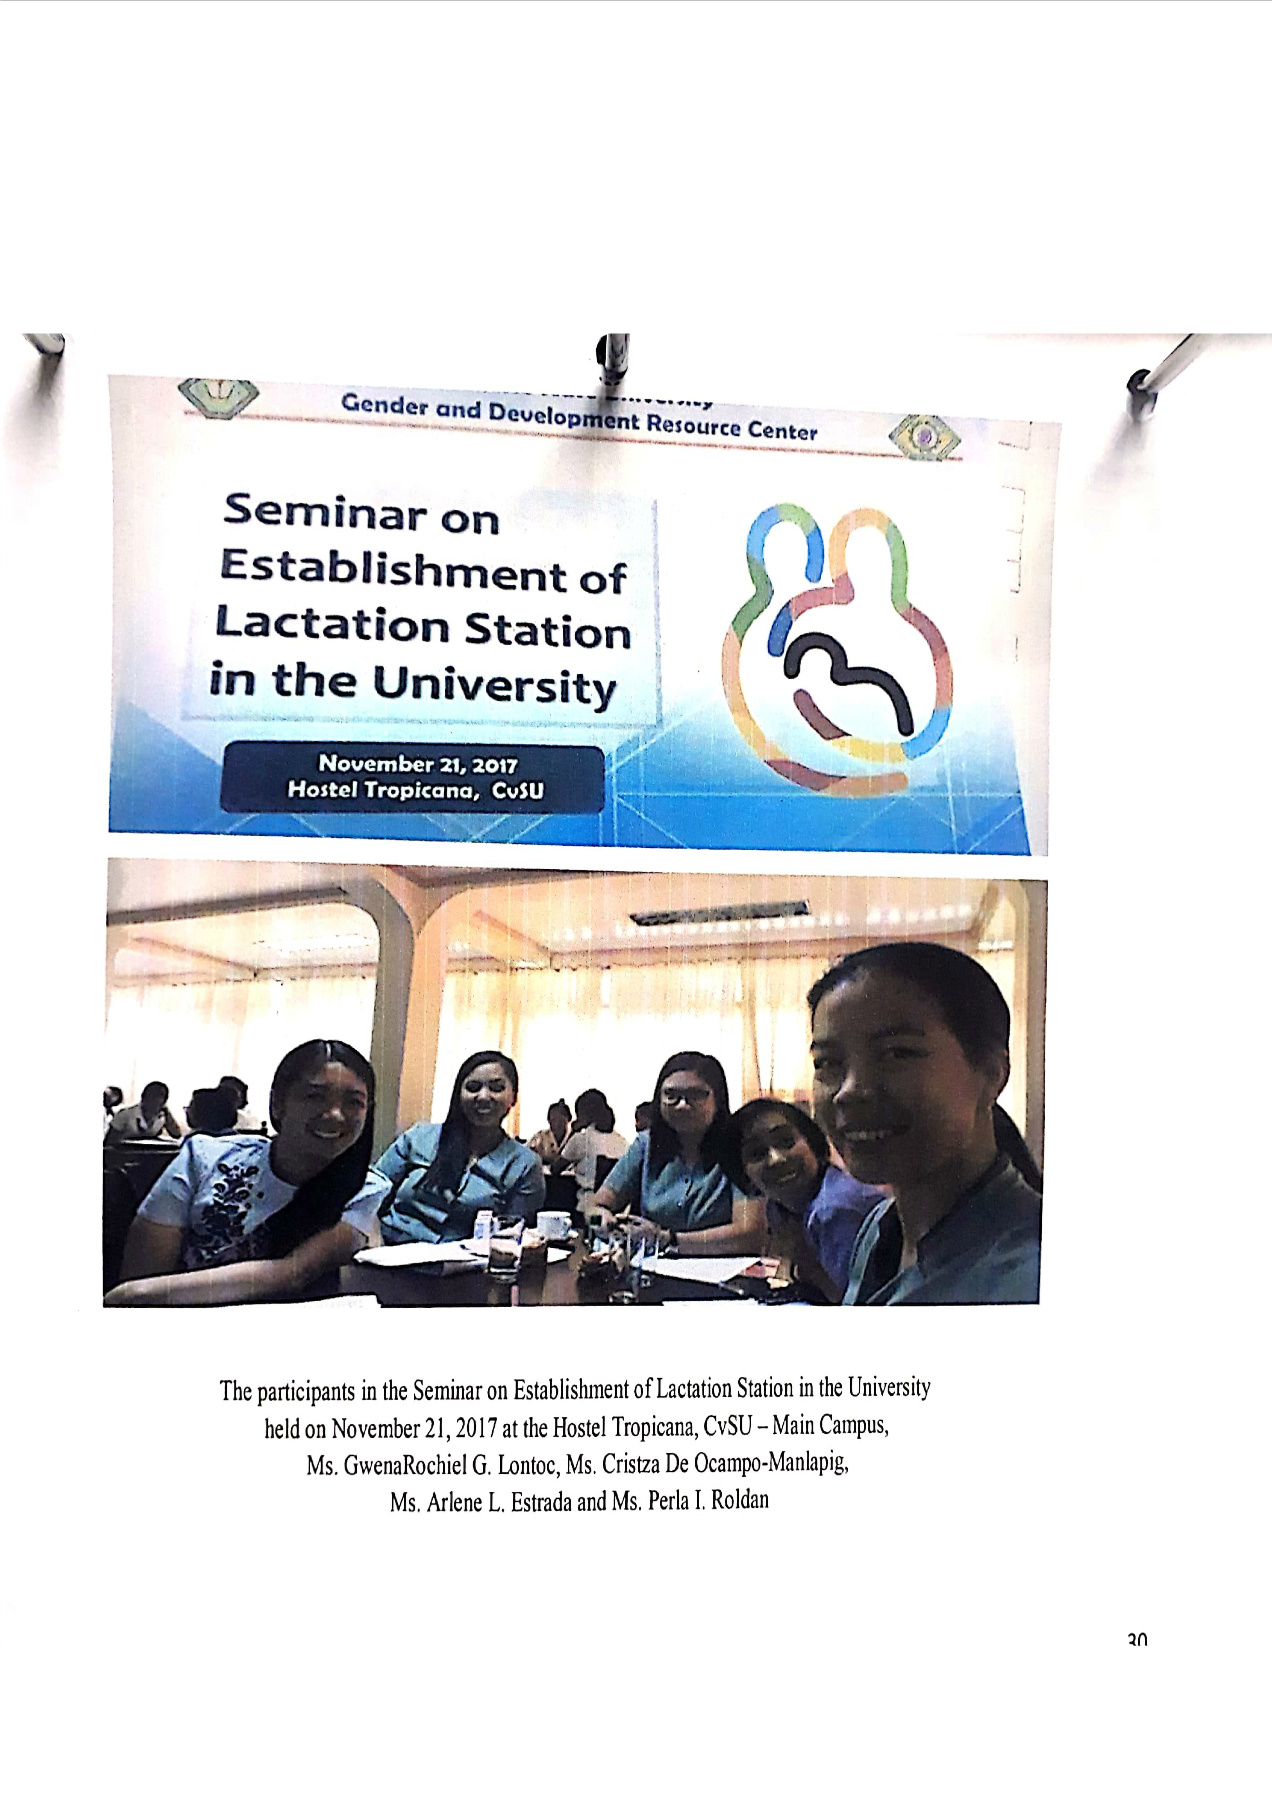 University
Gender and Development Resource Center
Seminar on
Establishment of
Lactation Station
in the University
November 21, 2017
Hostel Tropicana, CvSU
The participants in the Seminar on Establishment of Lactation Station in the University
held on November 21, 2017 at the Hostel Tropicana, CvSU – Main Campus,
Ms. GwenaRochiel G. Lontoc, Ms. Cristza De Ocampo-Manlapig,
Ms. Arlene L. Estrada and Ms. Perla I. Roldan